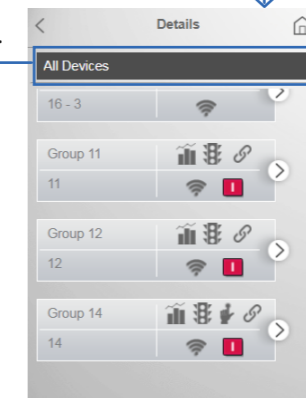 Details
All Devices
16 - 3
Group 11
11
I
Group 12
12
I
Group 14
14
I